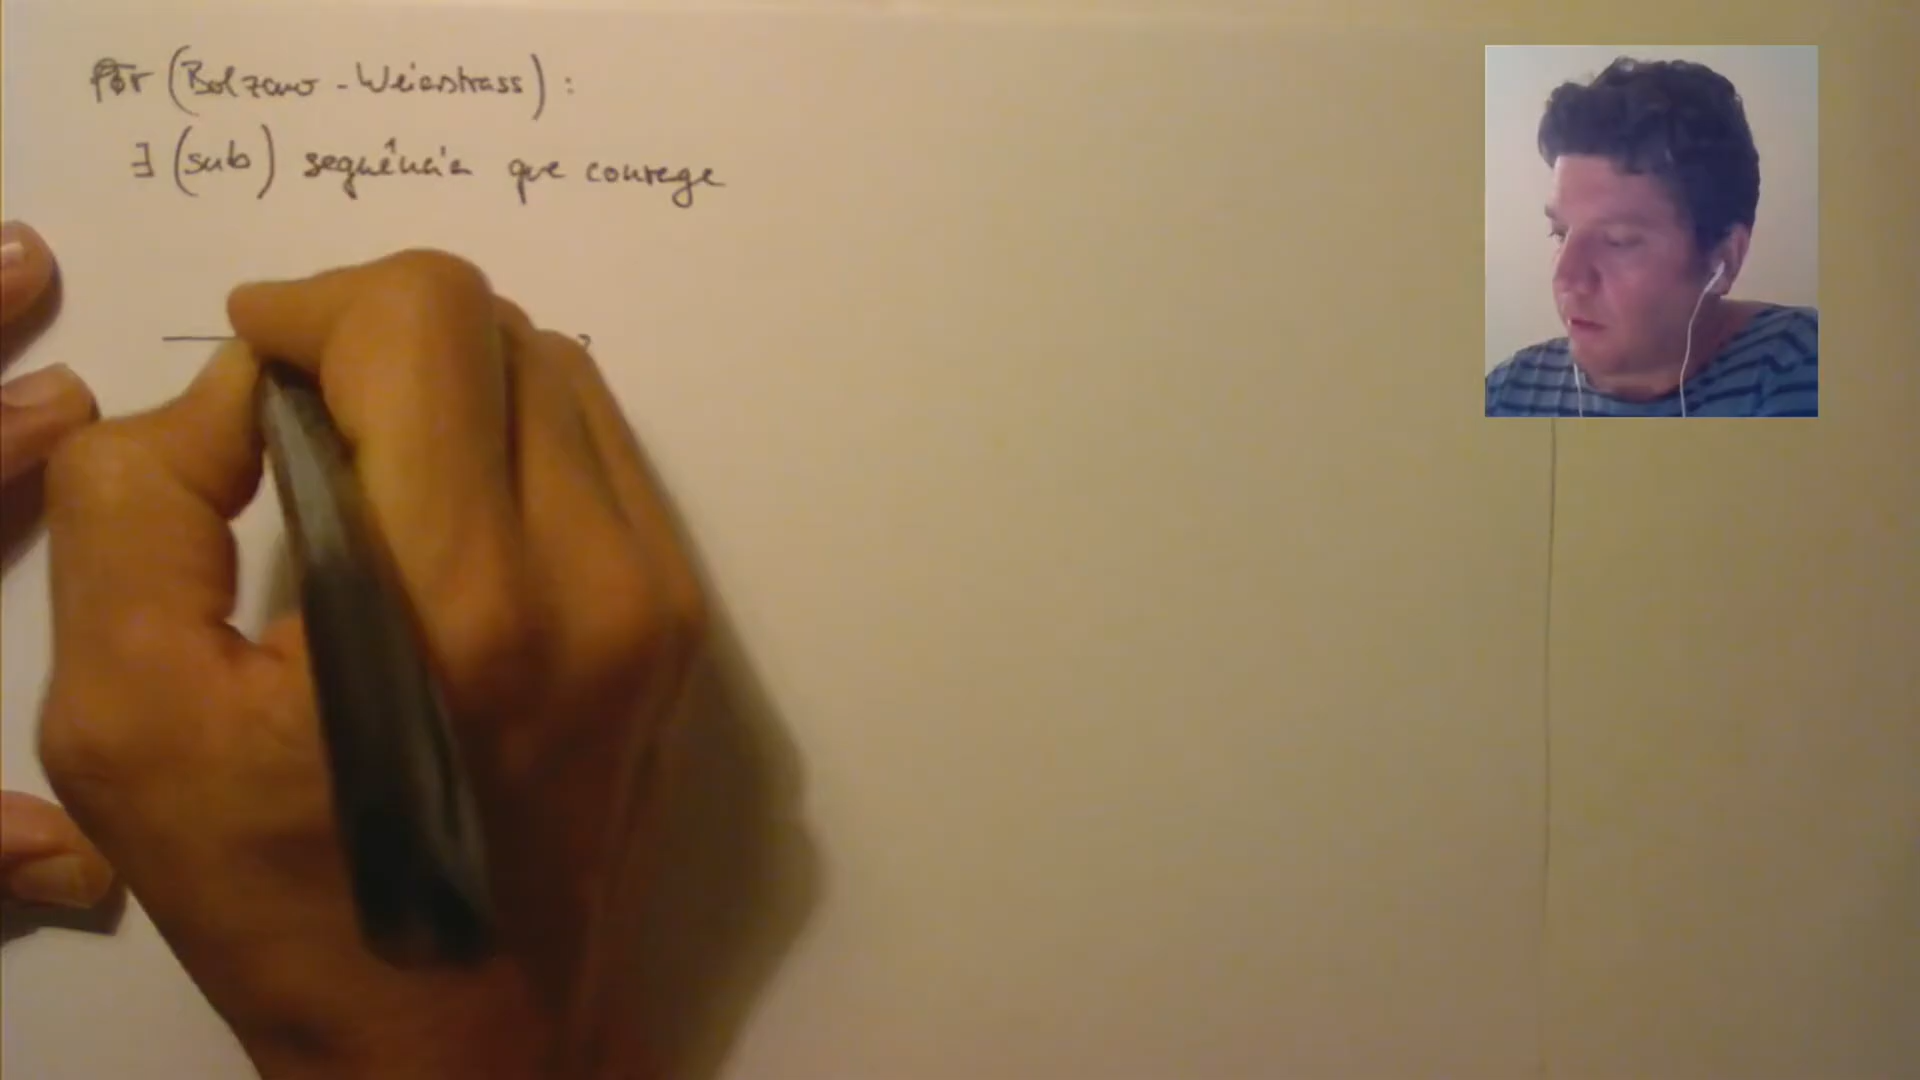 Por (Bolzano - Weierstrass) :
∃ (sub) sequência que converge